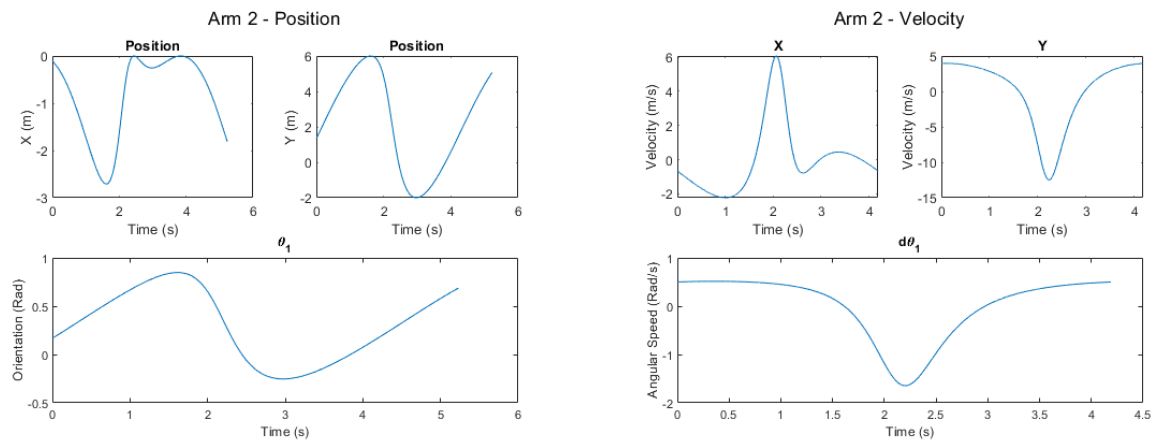 Arm 2 - Position
Position
X (m)
0
-1
-2
-3
0 2 4 6
Time (s)
Position
Y (m)
6
4
2
0
-2
0 2 4 6
Time (s)
θ1
Orientation (Rad)
1
0.5
0
-0.5
0 1 2 3 4 5 6
Time (s)
Arm 2 - Velocity
X
Velocity (m/s)
6
4
2
0
-2
0 1 2 3 4
Time (s)
Y
Velocity (m/s)
5
0
-5
-10
-15
0 1 2 3 4
Time (s)
dθ1
Angular Speed (Rad/s)
1
0
-1
-2
0 0.5 1 1.5 2 2.5 3 3.5 4 4.5
Time (s)